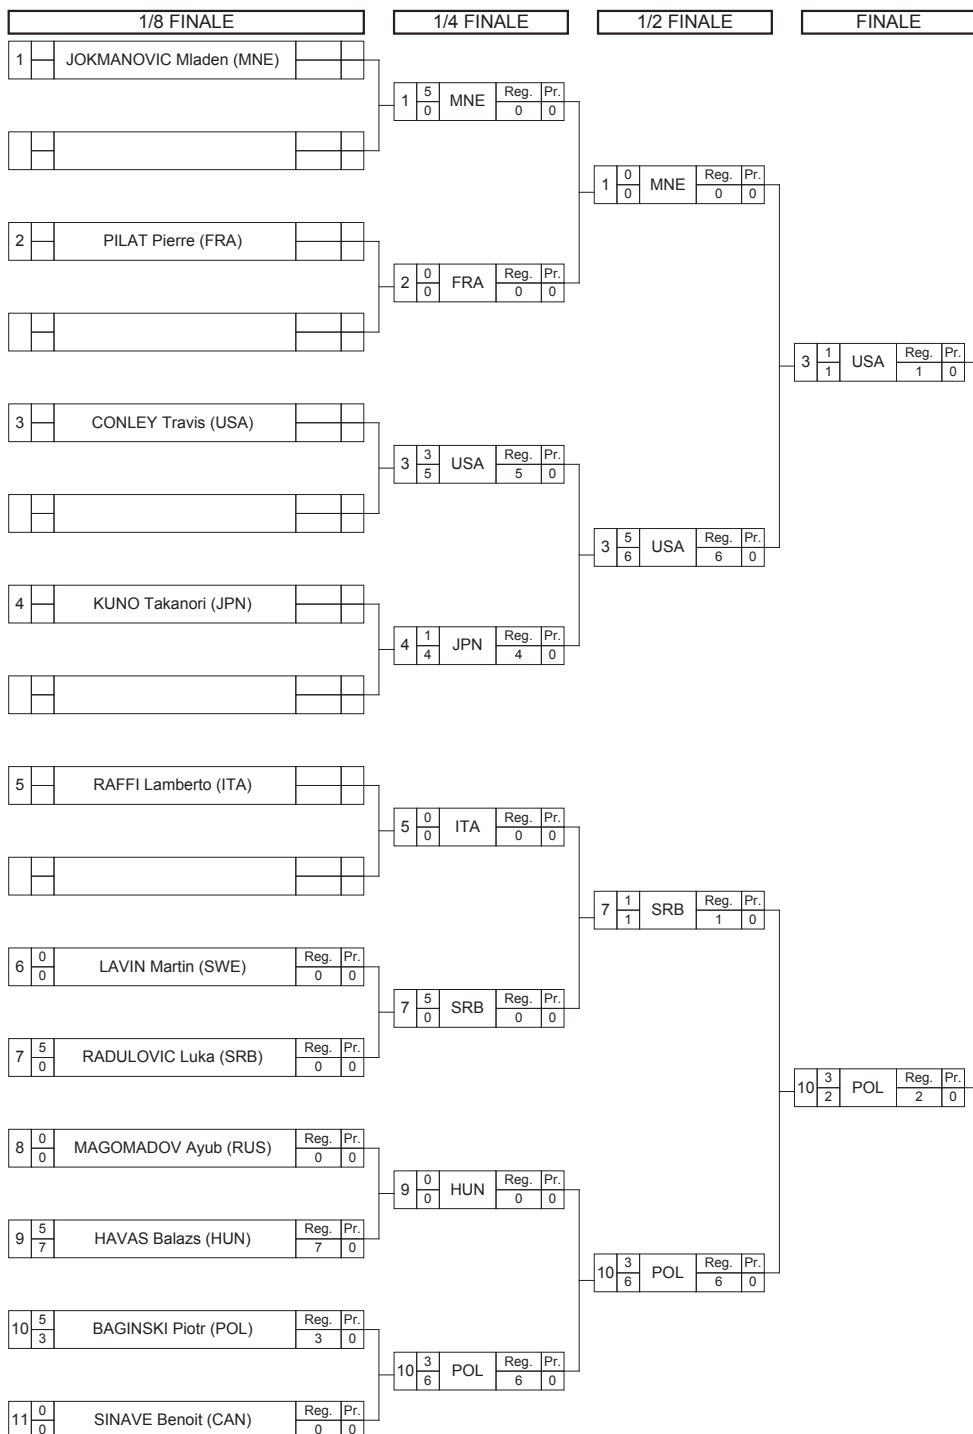 1/8 FINALE 1/4 FINALE 1/2 FINALE FINALE
1 JOKMANOVIC Mladen (MNE)
1 5 0 MNE Reg. 0 Pr. 0
1 0 0 MNE Reg. 0 Pr. 0
2 PILAT Pierre (FRA)
2 0 0 FRA Reg. 0 Pr. 0
3 1 1 USA Reg. 1 Pr. 0
3 CONLEY Travis (USA)
3 3 5 USA Reg. 5 Pr. 0
3 5 6 USA Reg. 6 Pr. 0
4 KUNO Takanori (JPN)
4 1 4 JPN Reg. 4 Pr. 0
5 RAFFI Lamberto (ITA)
5 0 0 ITA Reg. 0 Pr. 0
7 1 1 SRB Reg. 1 Pr. 0
6 0 0 LAVIN Martin (SWE) Reg. 0 Pr. 0
7 5 0 SRB Reg. 0 Pr. 0
7 5 0 RADULOVIC Luka (SRB) Reg. 0 Pr. 0
10 3 2 POL Reg. 2 Pr. 0
8 0 0 MAGOMADOV Ayub (RUS) Reg. 0 Pr. 0
9 0 0 HUN Reg. 0 Pr. 0
9 5 7 HAVAS Balazs (HUN) Reg. 7 Pr. 0
10 3 6 POL Reg. 6 Pr. 0
10 5 3 BAGINSKI Piotr (POL) Reg. 3 Pr. 0
10 3 6 POL Reg. 6 Pr. 0
11 0 0 SINAVE Benoit (CAN) Reg. 0 Pr. 0